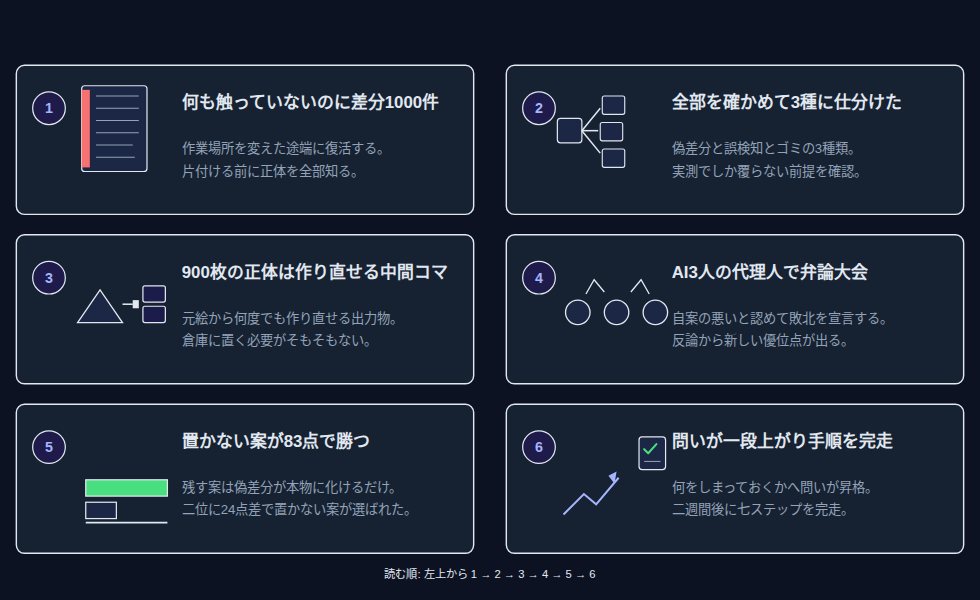 1
何も触っていないのに差分1000件
作業場所を変えた途端に復活する。
片付ける前に正体を全部知る。
2
全部を確かめて3種に仕分けた
偽差分と誤検知とゴミの3種類。
実測でしか覆らない前提を確認。
3
900枚の正体は作り直せる中間コマ
元絵から何度でも作り直せる出力物。
倉庫に置く必要がそもそもない。
4
AI3人の代理人で弁論大会
自案の悪いと認めて敗北を宣言する。
反論から新しい優位点が出る。
5
置かない案が83点で勝つ
残す案は偽差分が本物に化けるだけ。
二位に24点差で置かない案が選ばれた。
6
問いが一段上がり手順を完走
何をしまっておくかへ問いが昇格。
二週間後に七ステップを完走。
読む順: 左上から 1 → 2 → 3 → 4 → 5 → 6